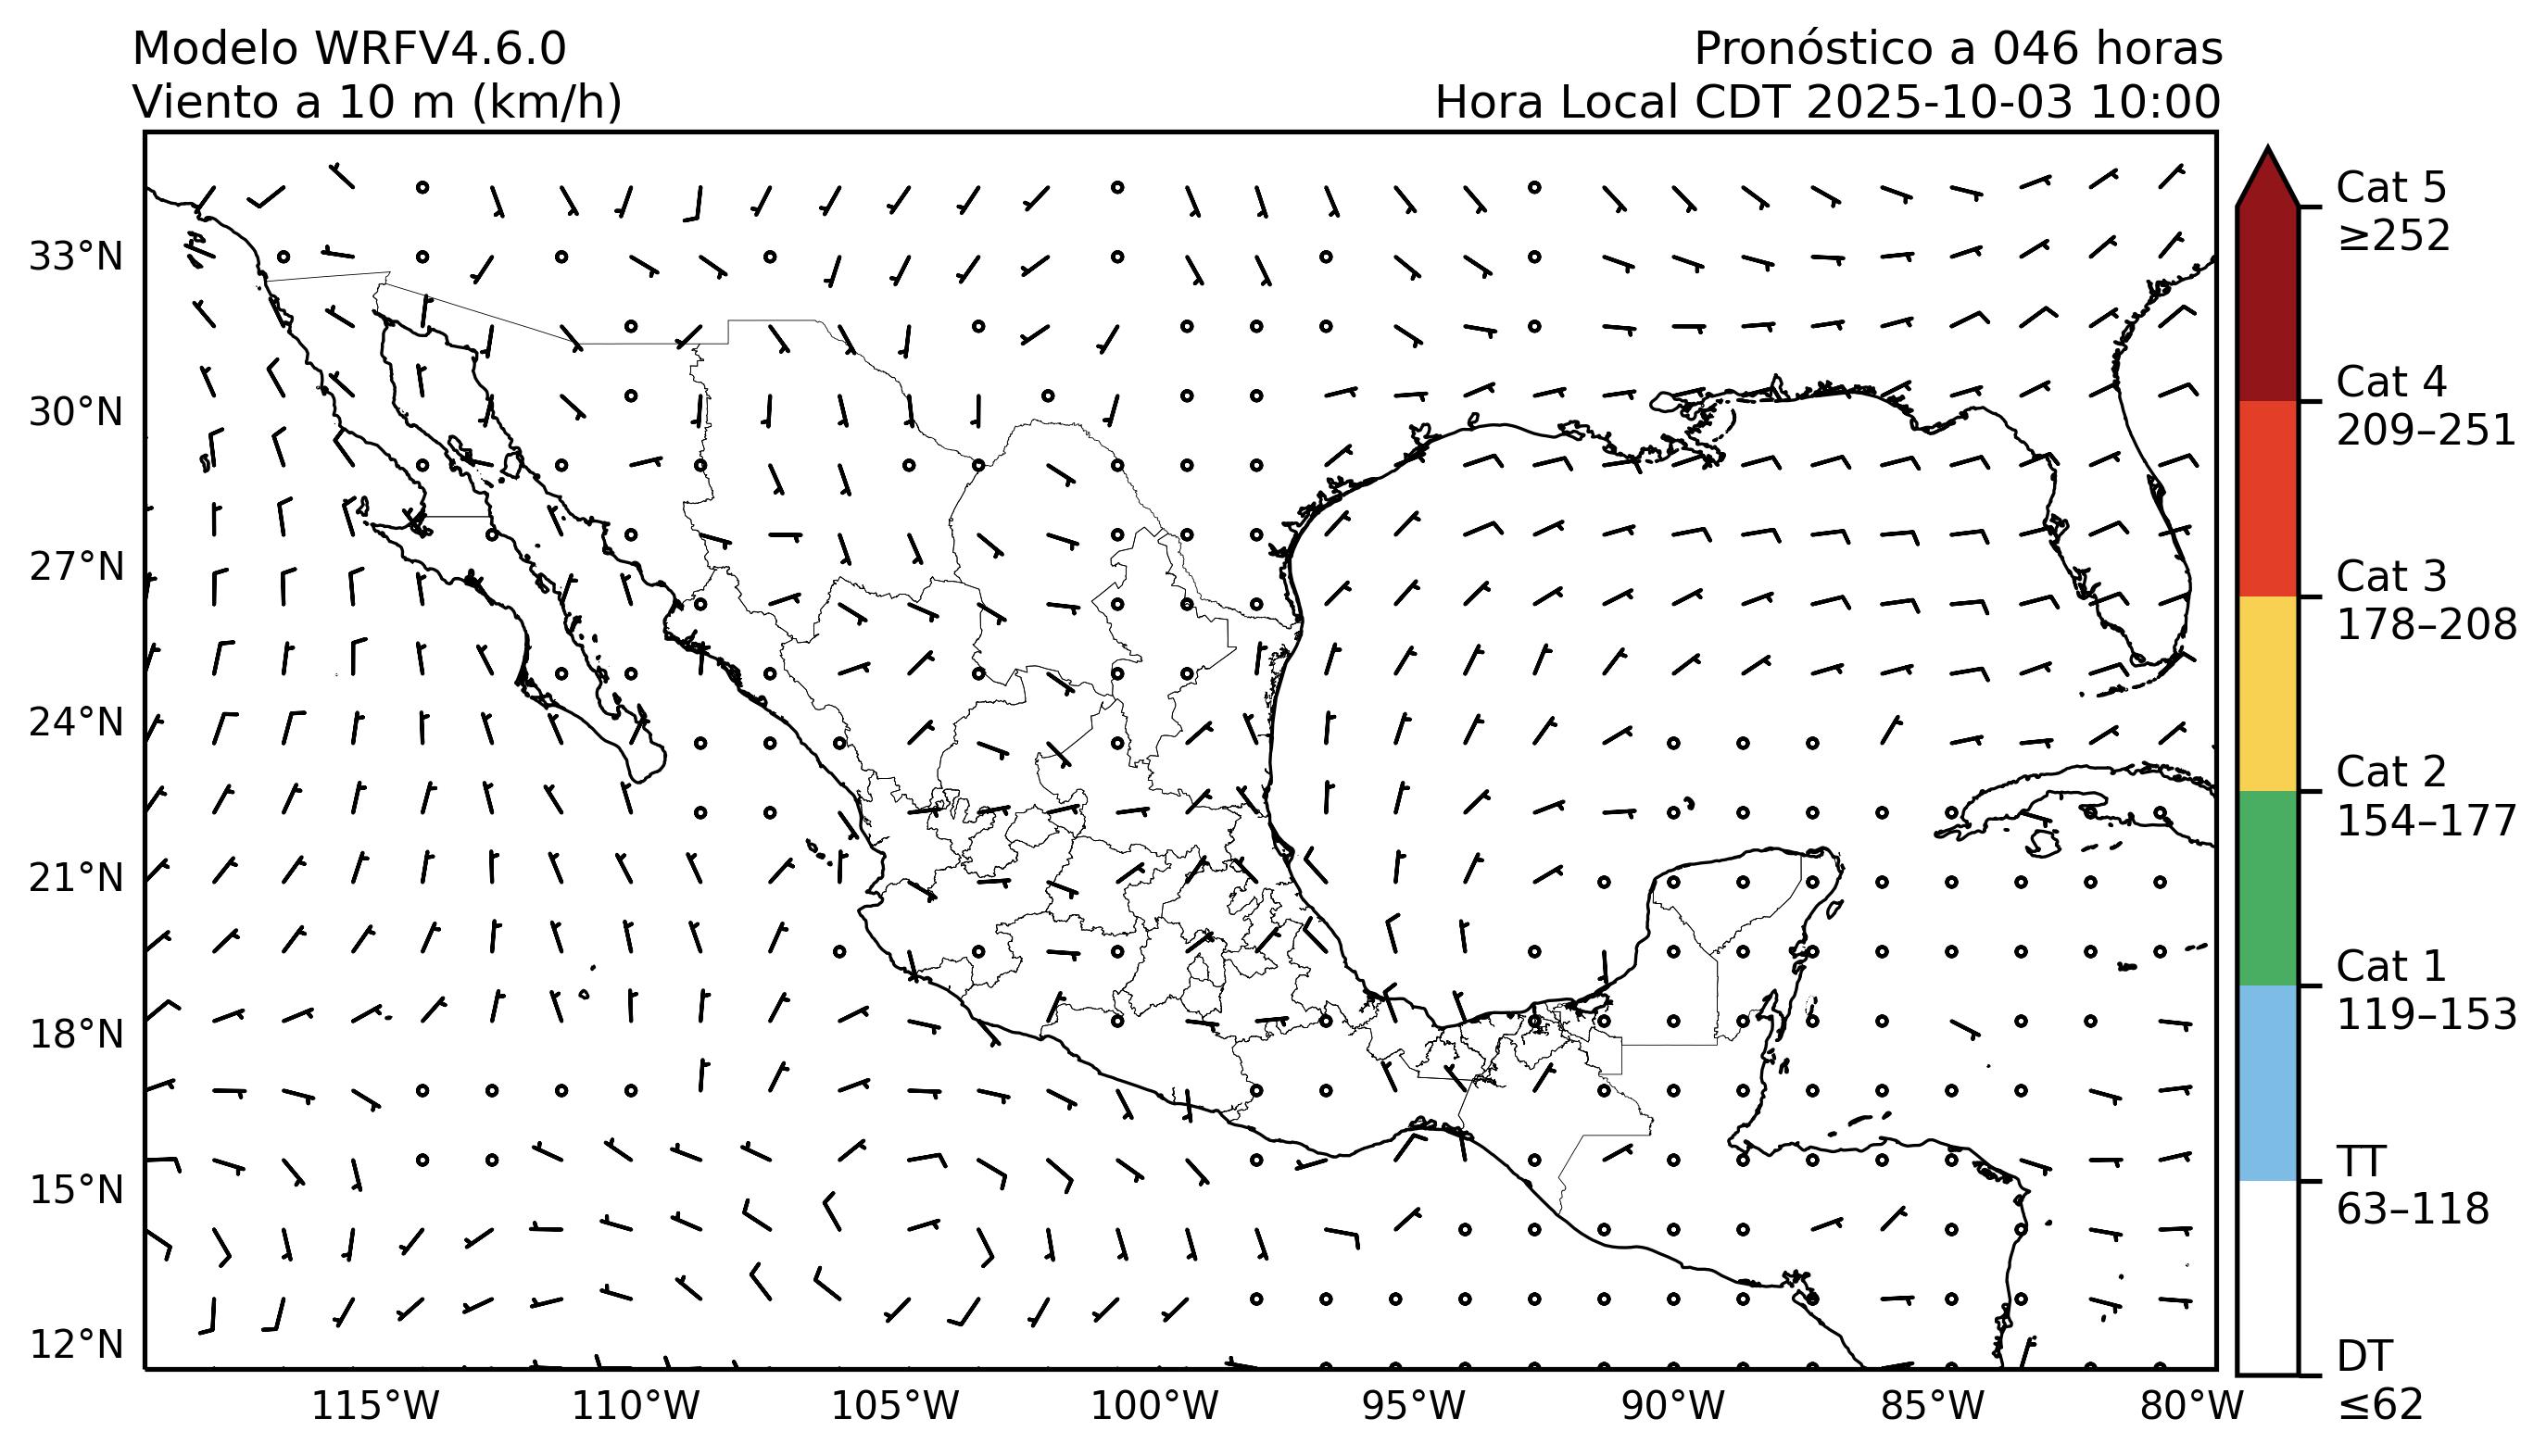 Modelo WRFV4.6.0
Viento a 10 m (km/h)
Pronóstico a 046 horas
Hora Local CDT 2025-10-03 10:00
33°N
30°N
27°N
24°N
21°N
18°N
15°N
12°N
115°W
110°W
105°W
100°W
95°W
90°W
85°W
80°W
Cat 5
≥252
Cat 4
209–251
Cat 3
178–208
Cat 2
154–177
Cat 1
119–153
TT
63–118
DT
≤62